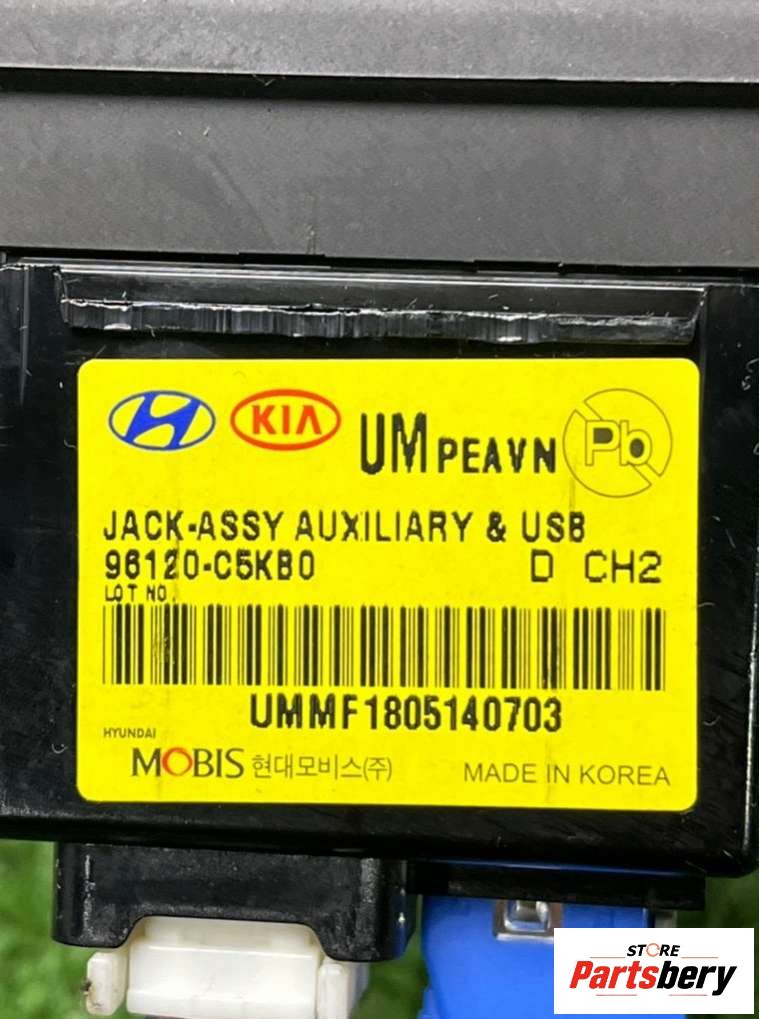 KIA UM PEAVN Pb
JACK-ASSY AUXILIARY & USB
96120-C5KB0 D CH2
LOT NO.
UMMF1805140703
HYUNDAI
MOBIS 현대모비스(주) MADE IN KOREA
STORE
Partsbery